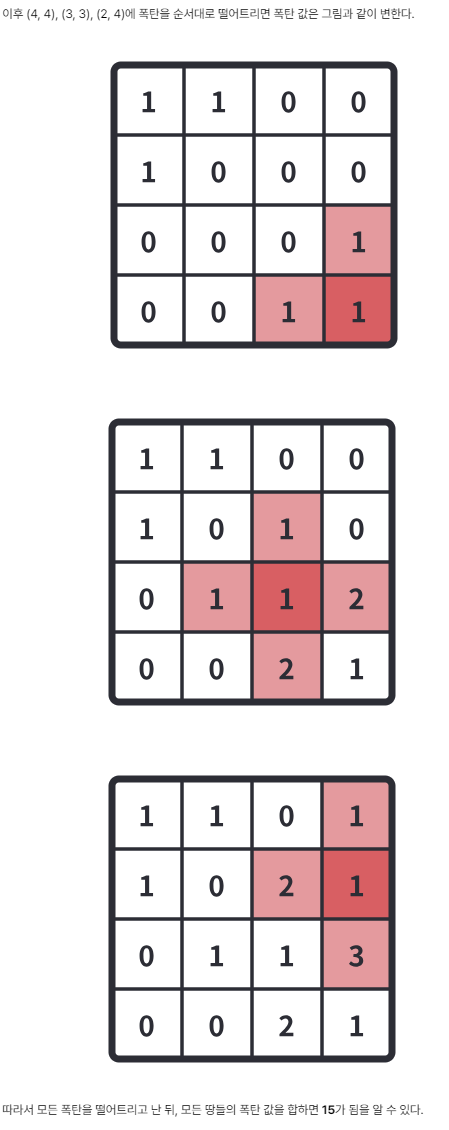 이후 (4, 4), (3, 3), (2, 4)에 폭탄을 순서대로 떨어트리면 폭탄 값은 그림과 같이 변한다.
1 1 0 0
1 0 0 0
0 0 0 1
0 0 1 1
1 1 0 0
1 0 1 0
0 1 1 2
0 0 2 1
1 1 0 1
1 0 2 1
0 1 1 3
0 0 2 1
따라서 모든 폭탄을 떨어트리고 난 뒤, 모든 땅들의 폭탄 값을 합하면 15가 됨을 알 수 있다.